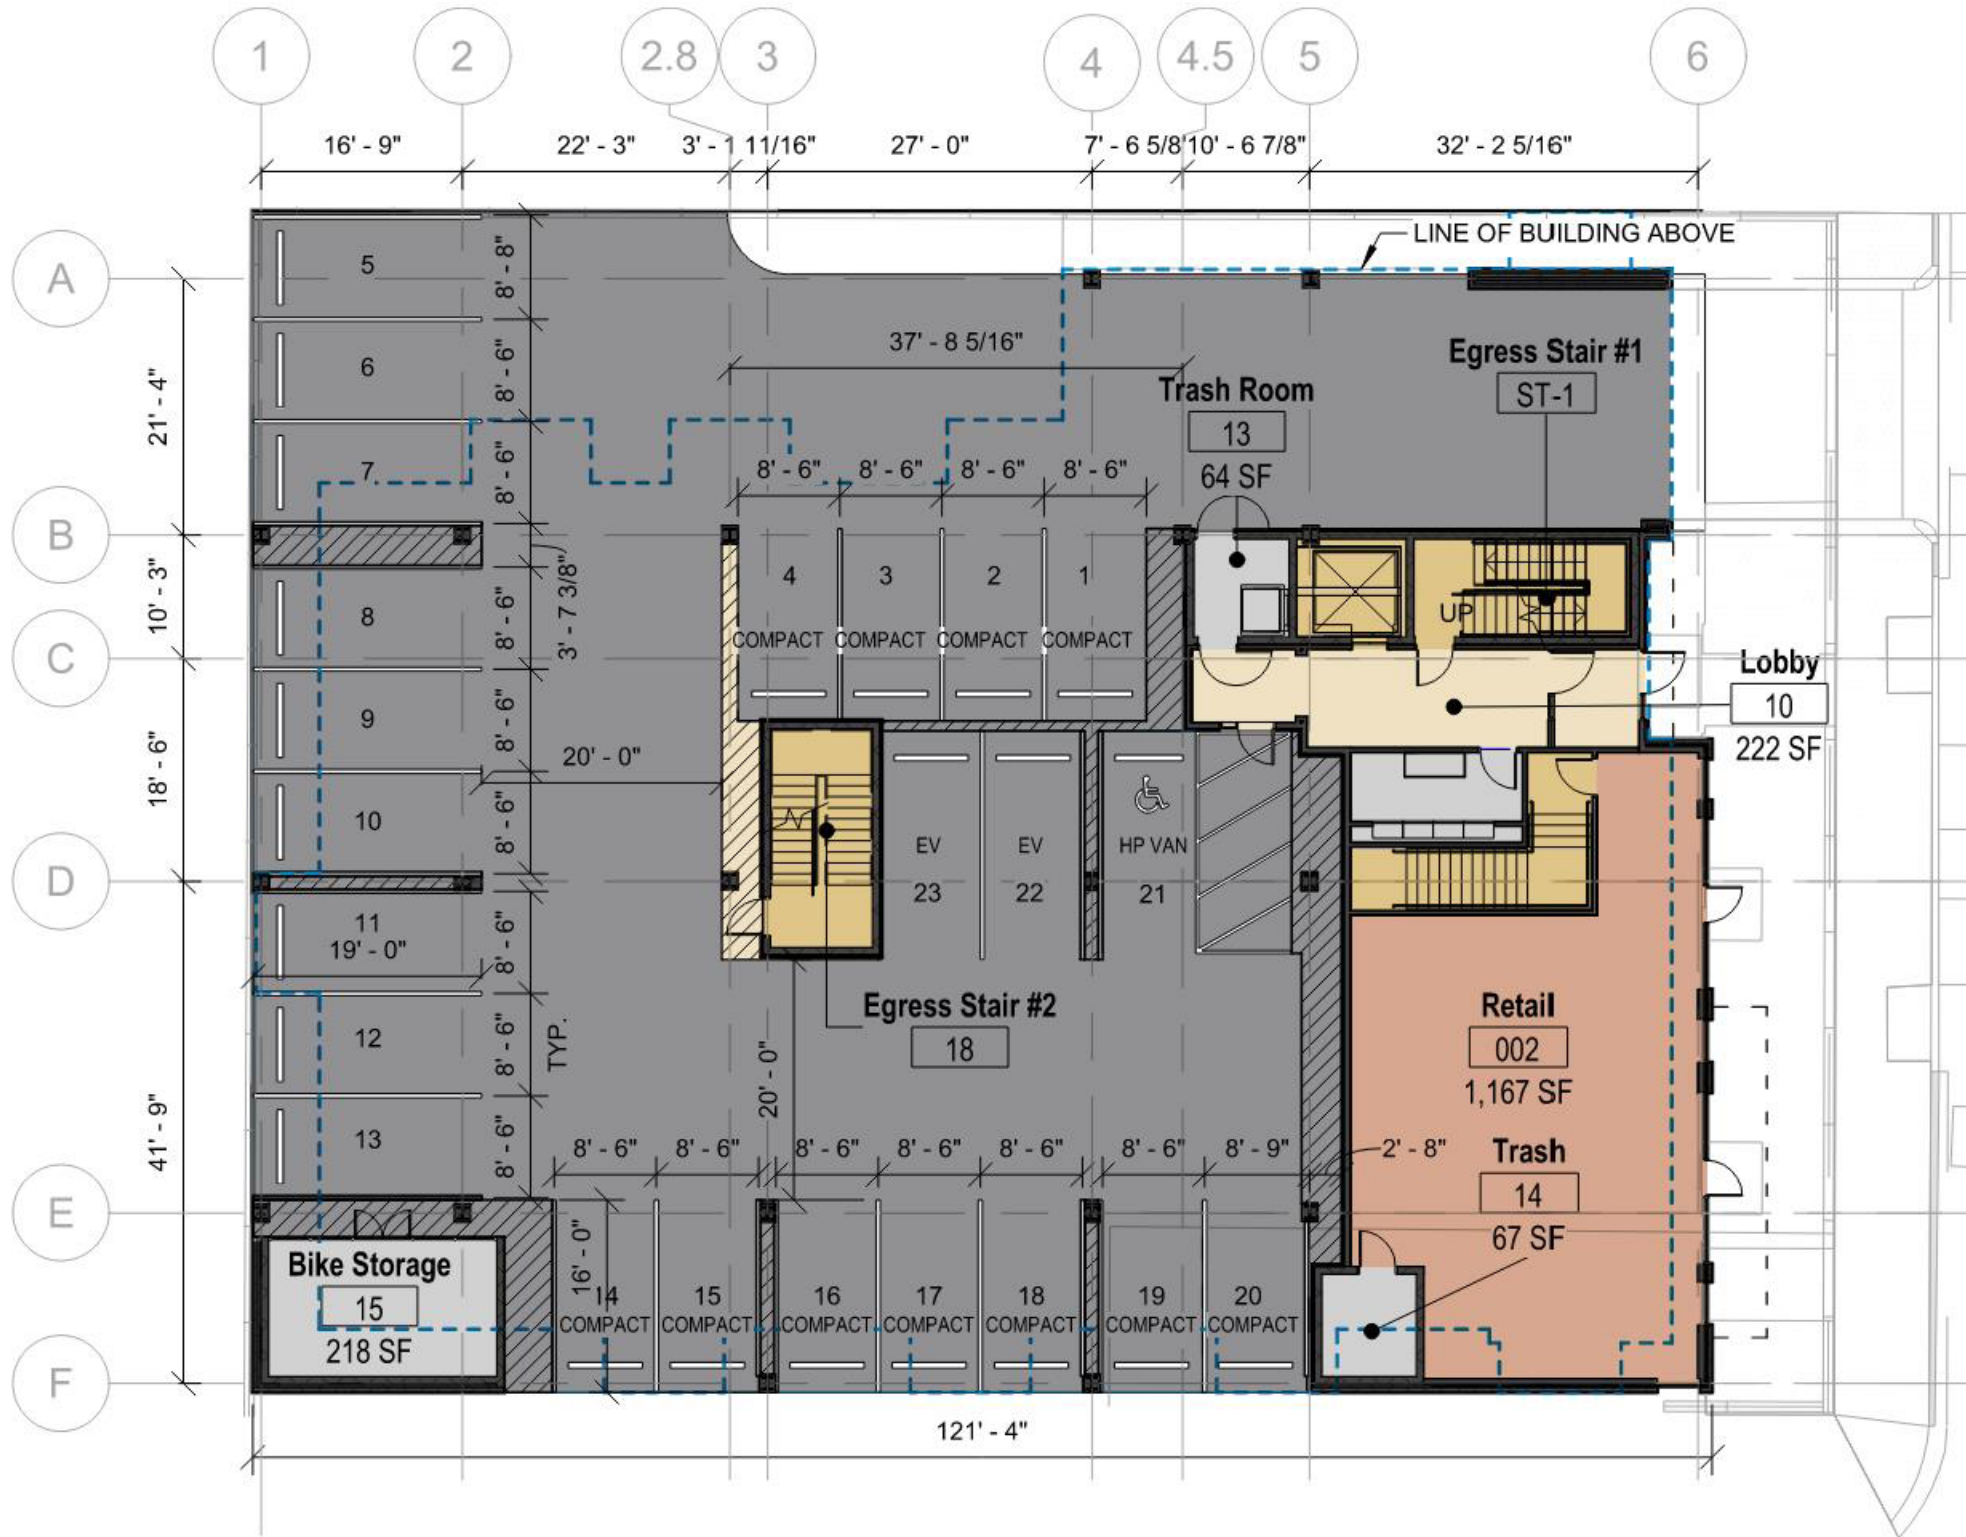 1
2
2.8
3
4
4.5
5
6
16' - 9"
22' - 3"
3' - 1 11/16"
27' - 0"
7' - 6 5/8"
10' - 6 7/8"
32' - 2 5/16"
LINE OF BUILDING ABOVE
A
B
C
D
E
F
21' - 4"
10' - 3"
18' - 6"
41' - 9"
5
6
7
8
9
10
11
19' - 0"
12
13
8' - 8"
8' - 6"
8' - 6"
3' - 7 3/8"
8' - 6"
8' - 6"
8' - 6"
8' - 6"
8' - 6"
8' - 6"
TYP.
20' - 0"
37' - 8 5/16"
8' - 6"
8' - 6"
8' - 6"
8' - 6"
4
3
2
1
COMPACT
COMPACT
COMPACT
COMPACT
Trash Room
13
64 SF
Egress Stair #1
ST-1
UP
Lobby
10
222 SF
EV
23
EV
22
HP VAN
21
Egress Stair #2
18
20' - 0"
Retail
002
1,167 SF
Trash
14
67 SF
8' - 6"
8' - 6"
8' - 6"
8' - 6"
8' - 6"
8' - 6"
8' - 9"
2' - 8"
16' - 0"
Bike Storage
15
218 SF
14
COMPACT
15
COMPACT
16
COMPACT
17
COMPACT
18
COMPACT
19
COMPACT
20
COMPACT
121' - 4"